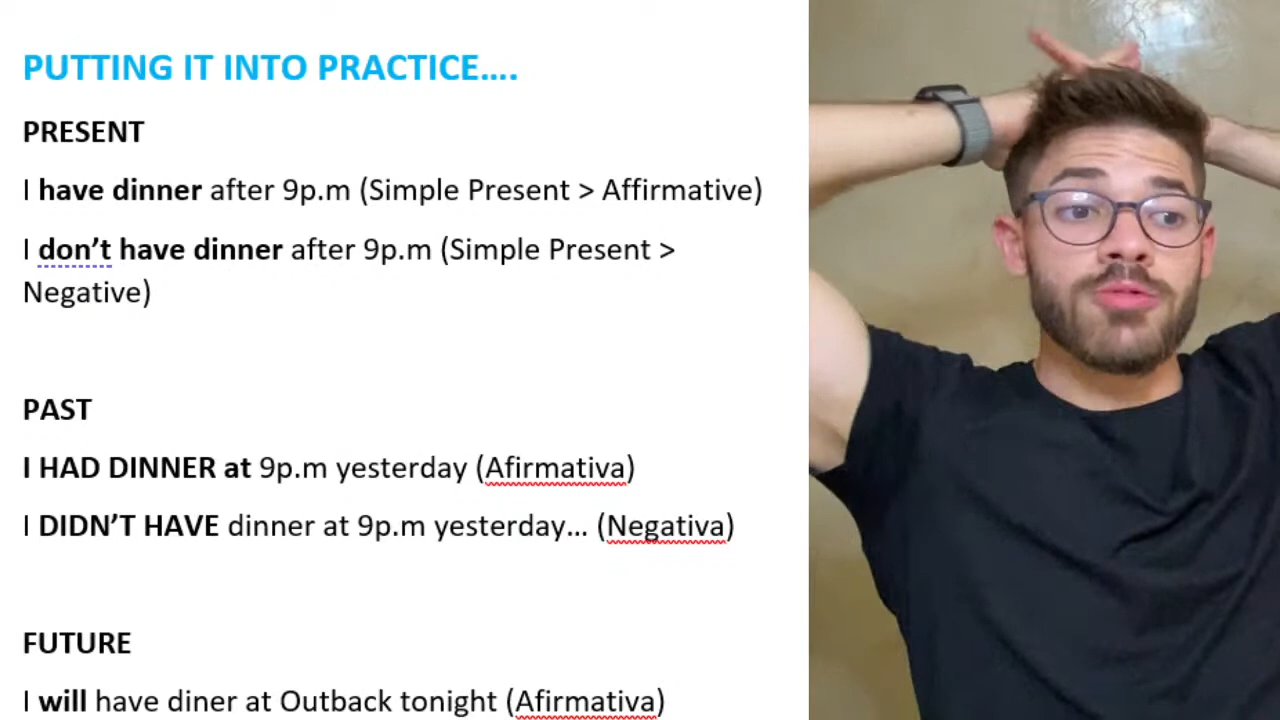 PUTTING IT INTO PRACTICE....
PRESENT
I have dinner after 9p.m (Simple Present > Affirmative)
I don’t have dinner after 9p.m (Simple Present >
Negative)
PAST
I HAD DINNER at 9p.m yesterday (Afirmativa)
I DIDN’T HAVE dinner at 9p.m yesterday... (Negativa)
FUTURE
I will have diner at Outback tonight (Afirmativa)